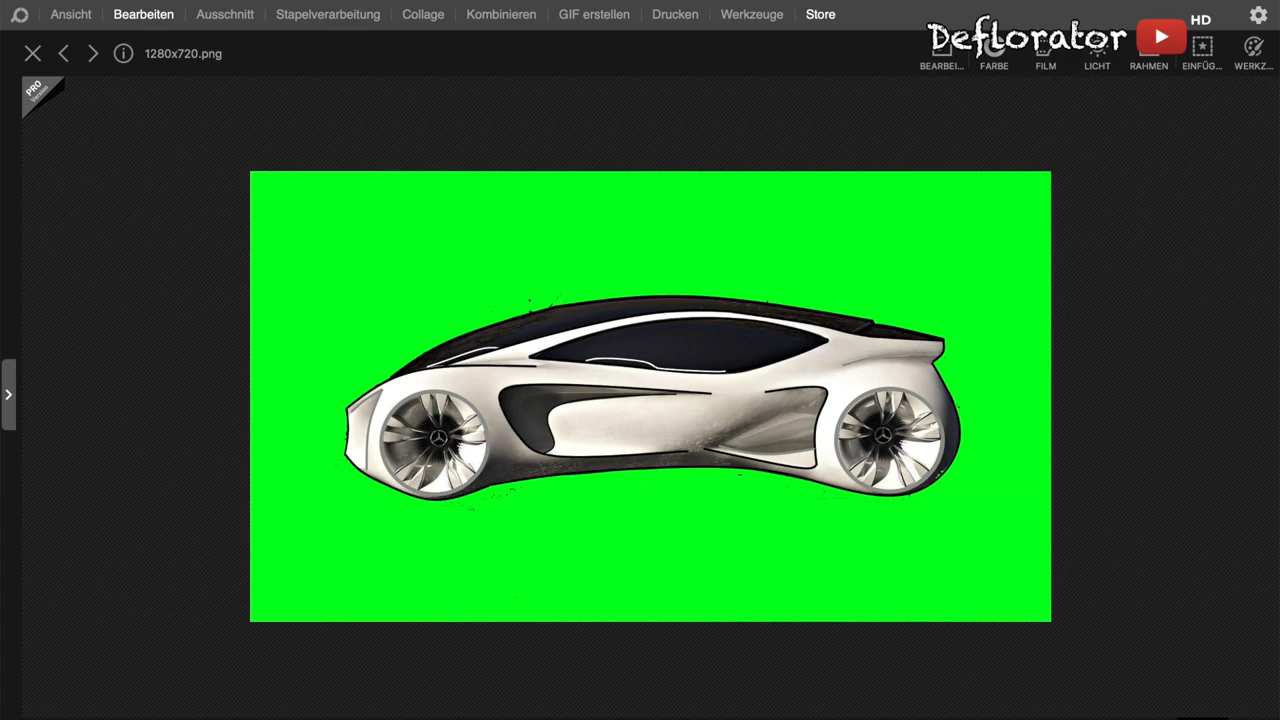 Ansicht Bearbeiten Ausschnitt Stapelverarbeitung Collage Kombinieren GIF erstellen Drucken Werkzeuge Store
Deflorator HD
1280x720.png
BEARBEI... FARBE FILM LICHT RAHMEN EINFÜG... WERKZ...
PRO
Version